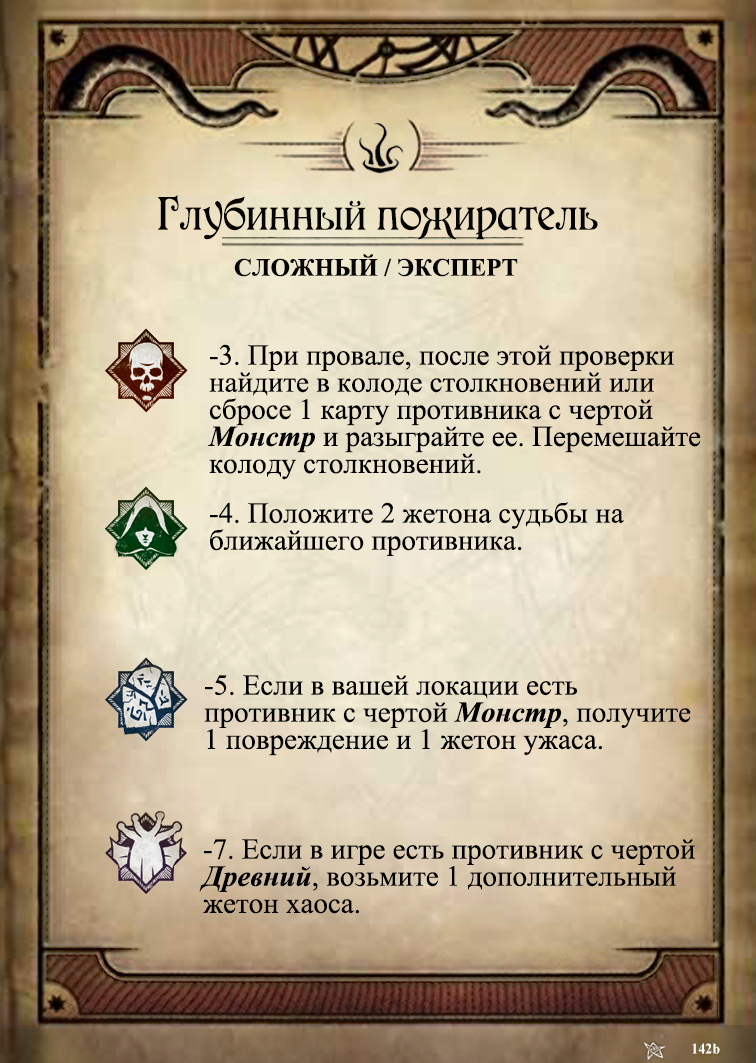 Глубинный пожиратель
СЛОЖНЫЙ / ЭКСПЕРТ
-3. При провале, после этой проверки
найдите в колоде столкновений или
сбросе 1 карту противника с чертой
Монстр и разыграйте ее. Перемешайте
колоду столкновений.
-4. Положите 2 жетона судьбы на
ближайшего противника.
-5. Если в вашей локации есть
противник с чертой Монстр, получите
1 повреждение и 1 жетон ужаса.
-7. Если в игре есть противник с чертой
Древний, возьмите 1 дополнительный
жетон хаоса.
142b